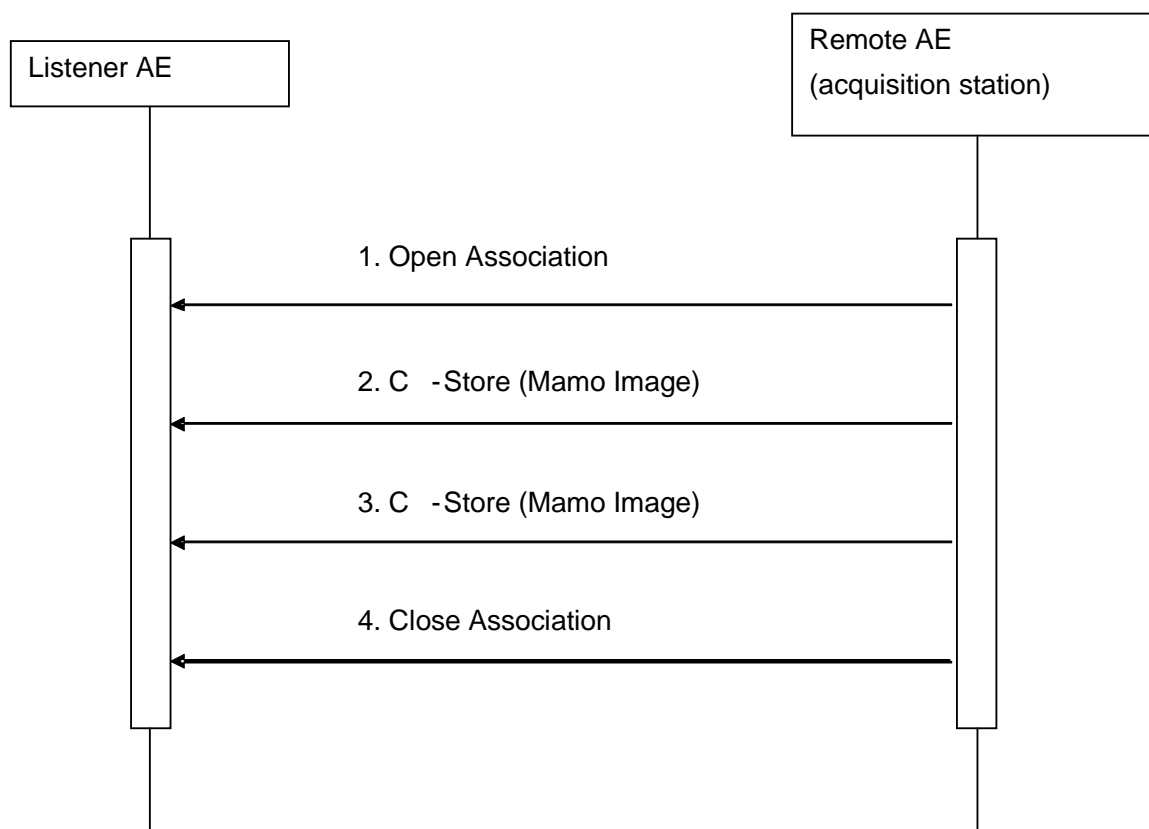 Listener AE
Remote AE
(acquisition station)
1. Open Association
2. C -Store (Mamo Image)
3. C -Store (Mamo Image)
4. Close Association